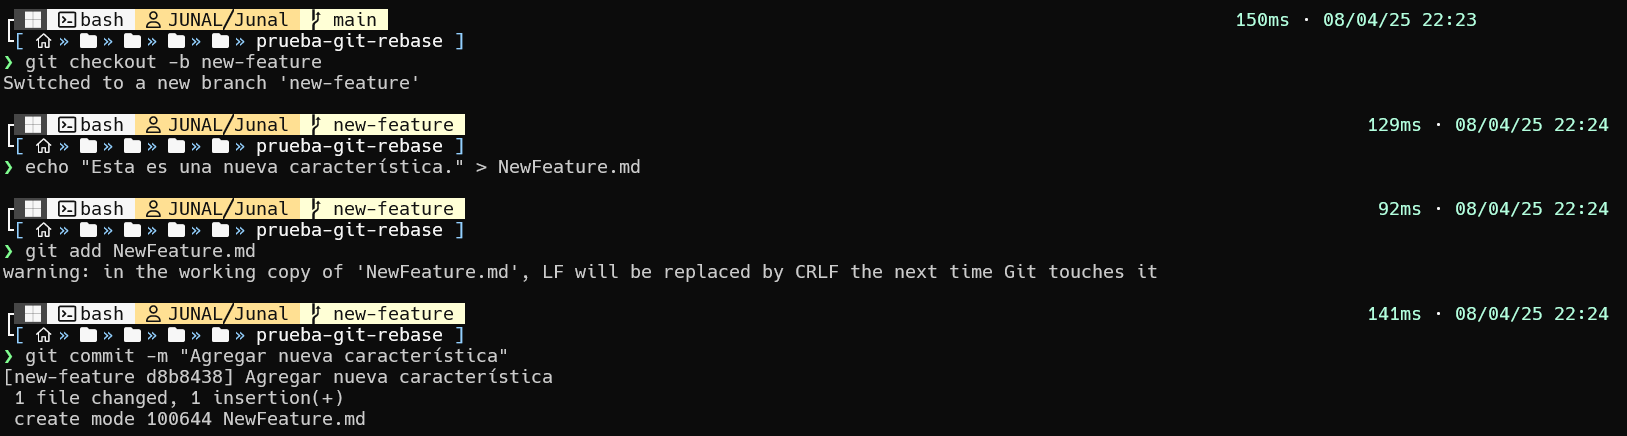 bash JUNAL/Junal main 150ms · 08/04/25 22:23
[ » » » » » prueba-git-rebase ]
❯ git checkout -b new-feature
Switched to a new branch 'new-feature'
bash JUNAL/Junal new-feature 129ms · 08/04/25 22:24
[ » » » » » prueba-git-rebase ]
❯ echo "Esta es una nueva característica." > NewFeature.md
bash JUNAL/Junal new-feature 92ms · 08/04/25 22:24
[ » » » » » prueba-git-rebase ]
❯ git add NewFeature.md
warning: in the working copy of 'NewFeature.md', LF will be replaced by CRLF the next time Git touches it
bash JUNAL/Junal new-feature 141ms · 08/04/25 22:24
[ » » » » » prueba-git-rebase ]
❯ git commit -m "Agregar nueva característica"
[new-feature d8b8438] Agregar nueva característica
1 file changed, 1 insertion(+)
create mode 100644 NewFeature.md